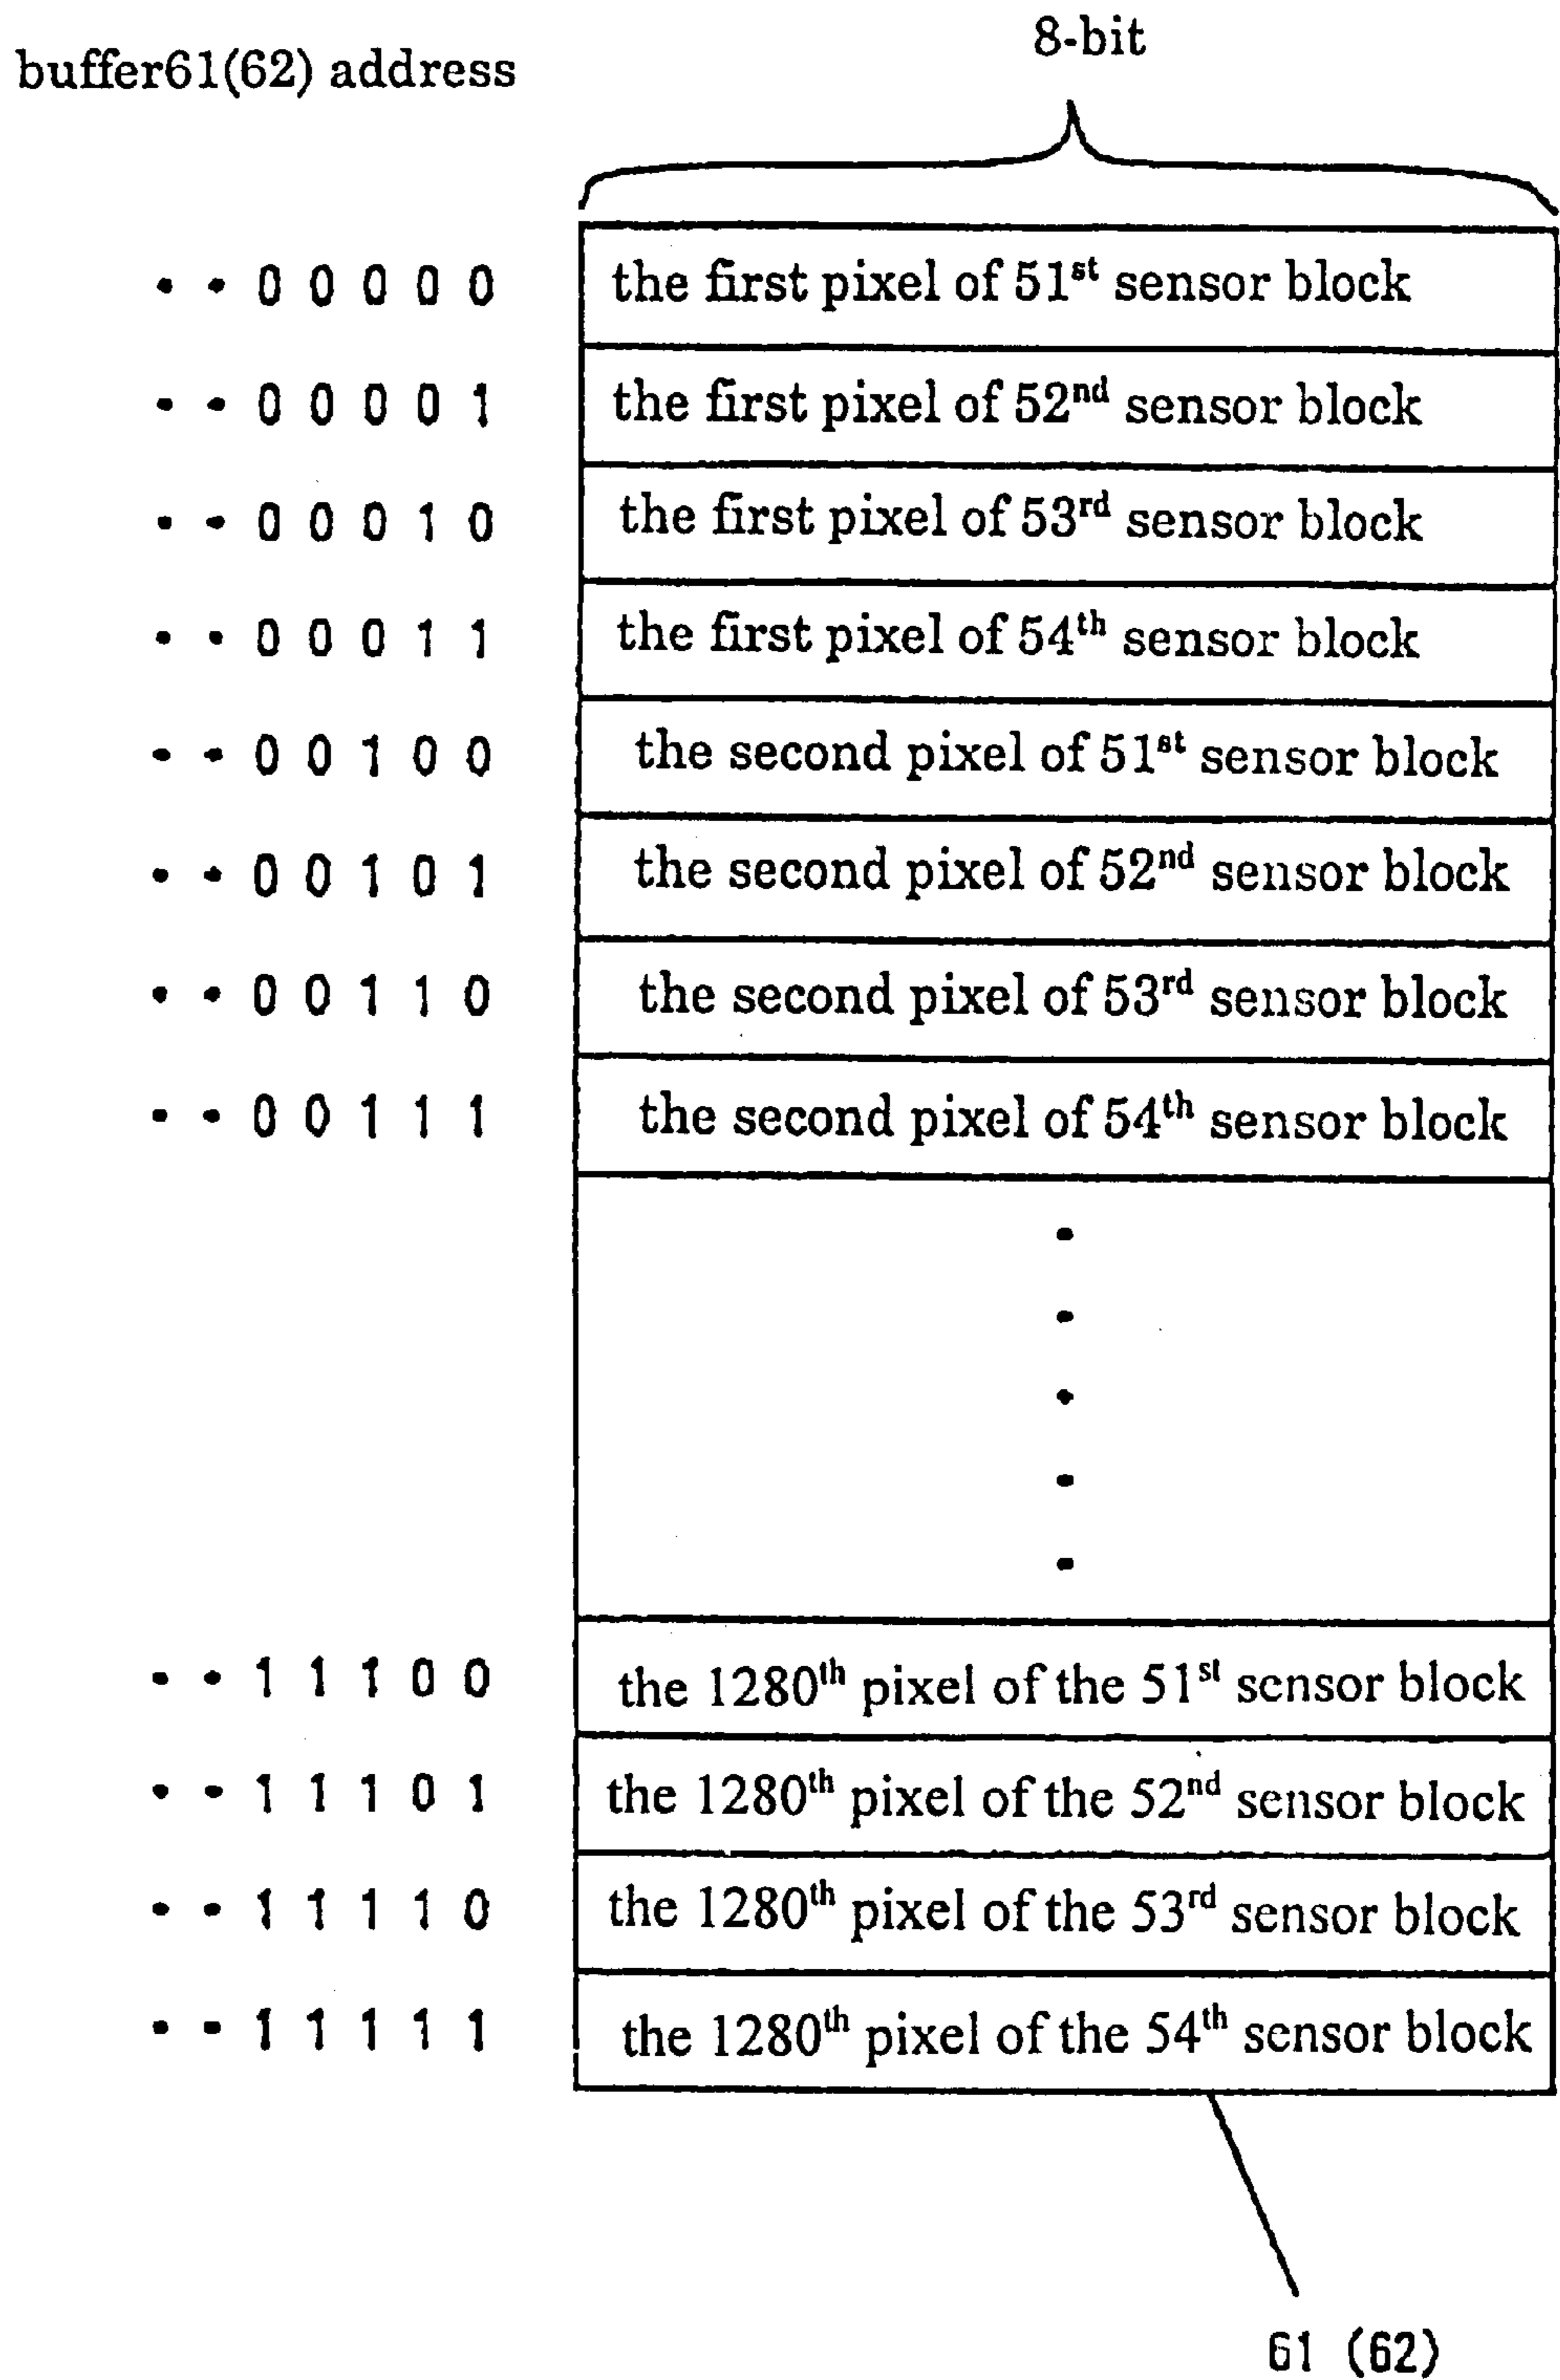 8-bit
buffer61(62) address
• • 0 0 0 0 0 the first pixel of 51st sensor block
• • 0 0 0 0 1 the first pixel of 52nd sensor block
• • 0 0 0 1 0 the first pixel of 53rd sensor block
• • 0 0 0 1 1 the first pixel of 54th sensor block
• • 0 0 1 0 0 the second pixel of 51st sensor block
• • 0 0 1 0 1 the second pixel of 52nd sensor block
• • 0 0 1 1 0 the second pixel of 53rd sensor block
• • 0 0 1 1 1 the second pixel of 54th sensor block
•
•
•
•
•
• • 1 1 1 0 0 the 1280th pixel of the 51st sensor block
• • 1 1 1 0 1 the 1280th pixel of the 52nd sensor block
• • 1 1 1 1 0 the 1280th pixel of the 53rd sensor block
• • 1 1 1 1 1 the 1280th pixel of the 54th sensor block
61 (62)